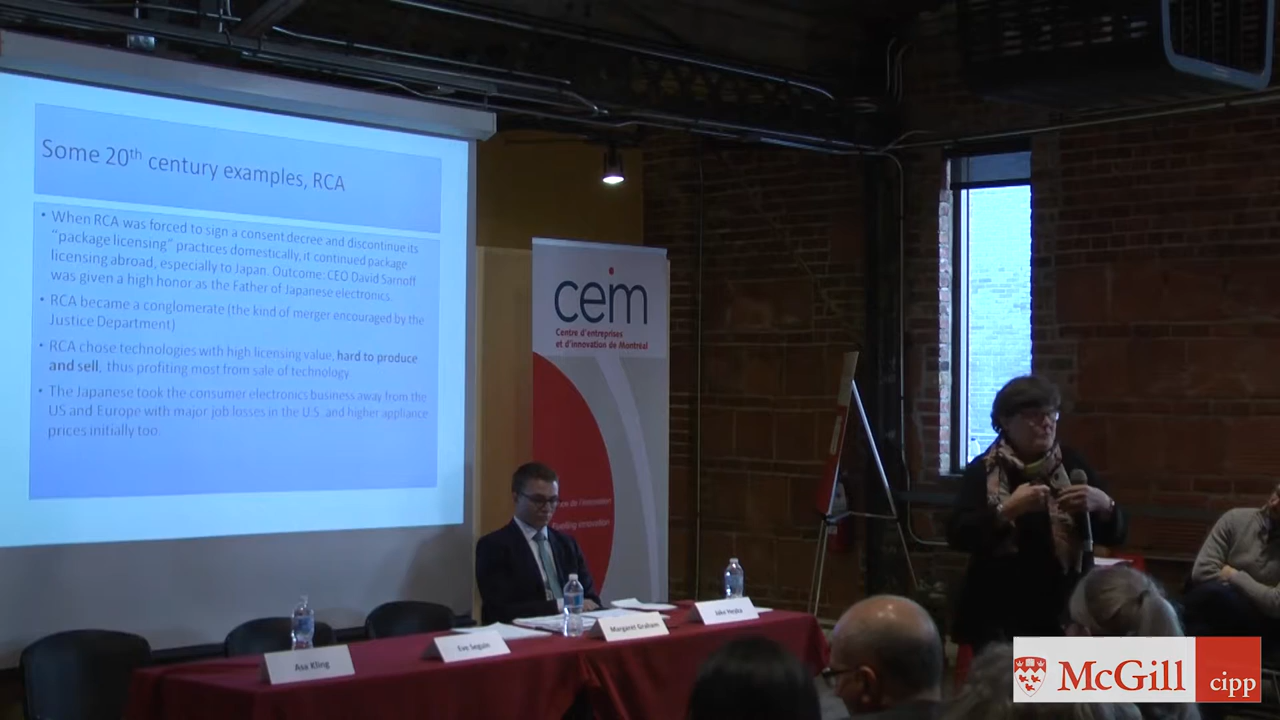 Some 20th century examples, RCA
• When RCA was forced to sign a consent decree and discontinue its
“package licensing” practices domestically, it continued package
licensing abroad, especially to Japan. Outcome: CEO David Sarnoff
was given a high honor as the Father of Japanese electronics.
• RCA became a conglomerate (the kind of merger encouraged by the
Justice Department)
• RCA chose technologies with high licensing value, hard to produce
and sell, thus profiting most from sale of technology
• The Japanese took the consumer electronics business away from the
US and Europe with major job losses in the U.S. and higher appliance
prices initially too.
ceim
Centre d'entreprises
et d'innovation de Montréal
de l'innovation
Fueling innovation
Asa Kling
Eve Seguin
Margaret Graham
McGill
cipp